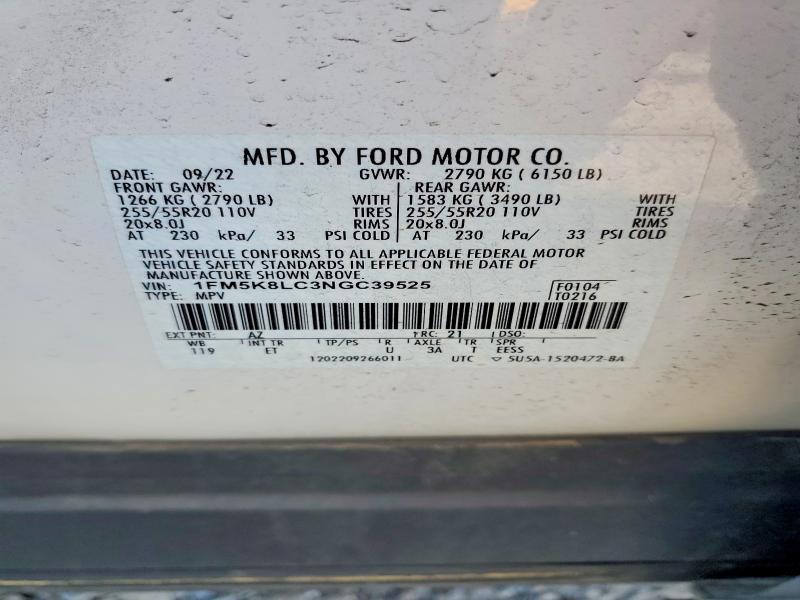 MFD. BY FORD MOTOR CO.
DATE: 09/22 GVWR: 2790 KG ( 6150 LB)
FRONT GAWR: REAR GAWR:
1266 KG ( 2790 LB) WITH 1583 KG ( 3490 LB) WITH
255/55R20 110V TIRES 255/55R20 110V TIRES
20x8.0J RIMS 20x8.0J RIMS
AT 230 kPa/ 33 PSI COLD AT 230 kPa/ 33 PSI COLD
THIS VEHICLE CONFORMS TO ALL APPLICABLE FEDERAL MOTOR
VEHICLE SAFETY STANDARDS IN EFFECT ON THE DATE OF
MANUFACTURE SHOWN ABOVE.
VIN: 1FM5K8LC3NGC39525 F0104
TYPE: MPV T0216
EXT PNT: AZ RC: 21 DSO:
WB INT TR TP/PS R AXLE TR SPR
119 ET U 3A T EESS
1202209266011 UTC ▽ 5U5A-1520472-BA